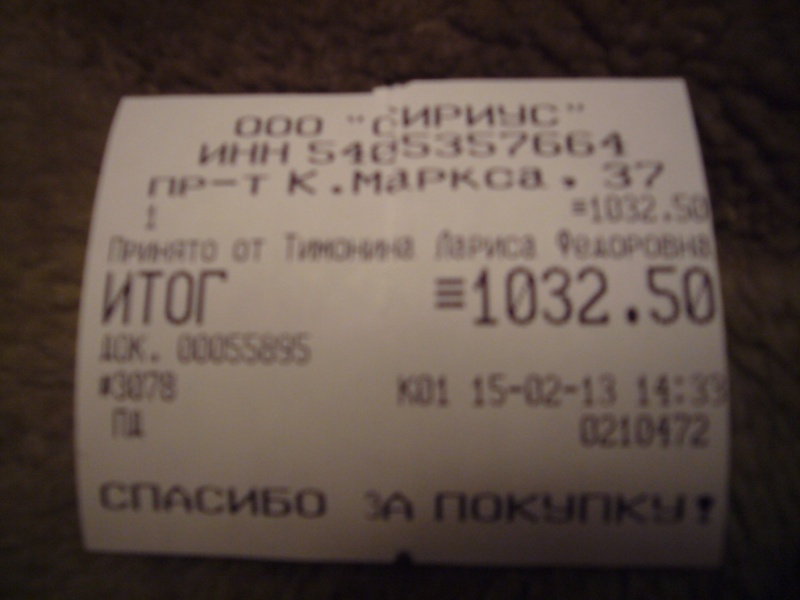 ООО "СИРИУС"
ИНН 5405357664
пр-т К.Маркса. 37
1 =1032.50
Принято от Тимонина Лариса Федоровна
ИТОГ ≡1032.50
ДОК. 00055895
#3078 К01 15-02-13 14:33
ПД 0210472
СПАСИБО ЗА ПОКУПКУ!